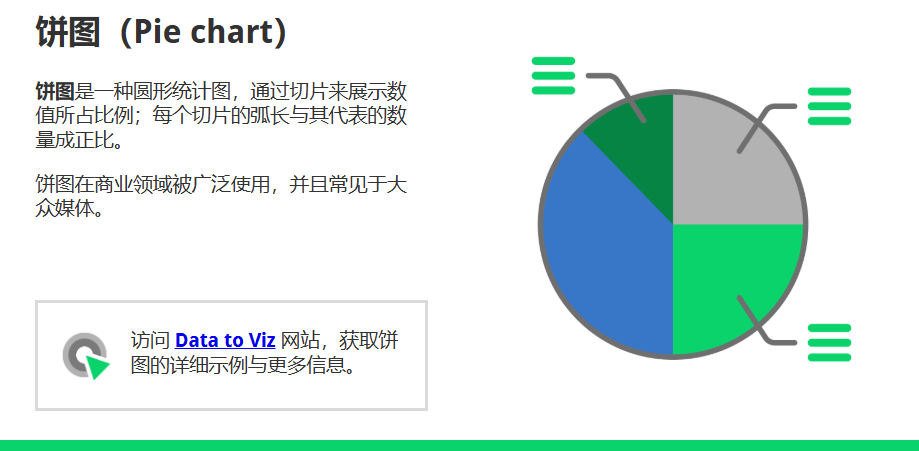 饼图（Pie chart）
饼图是一种圆形统计图，通过切片来展示数
值所占比例；每个切片的弧长与其代表的数
量成正比。
饼图在商业领域被广泛使用，并且常见于大
众媒体。
访问 Data to Viz 网站，获取饼
图的详细示例与更多信息。